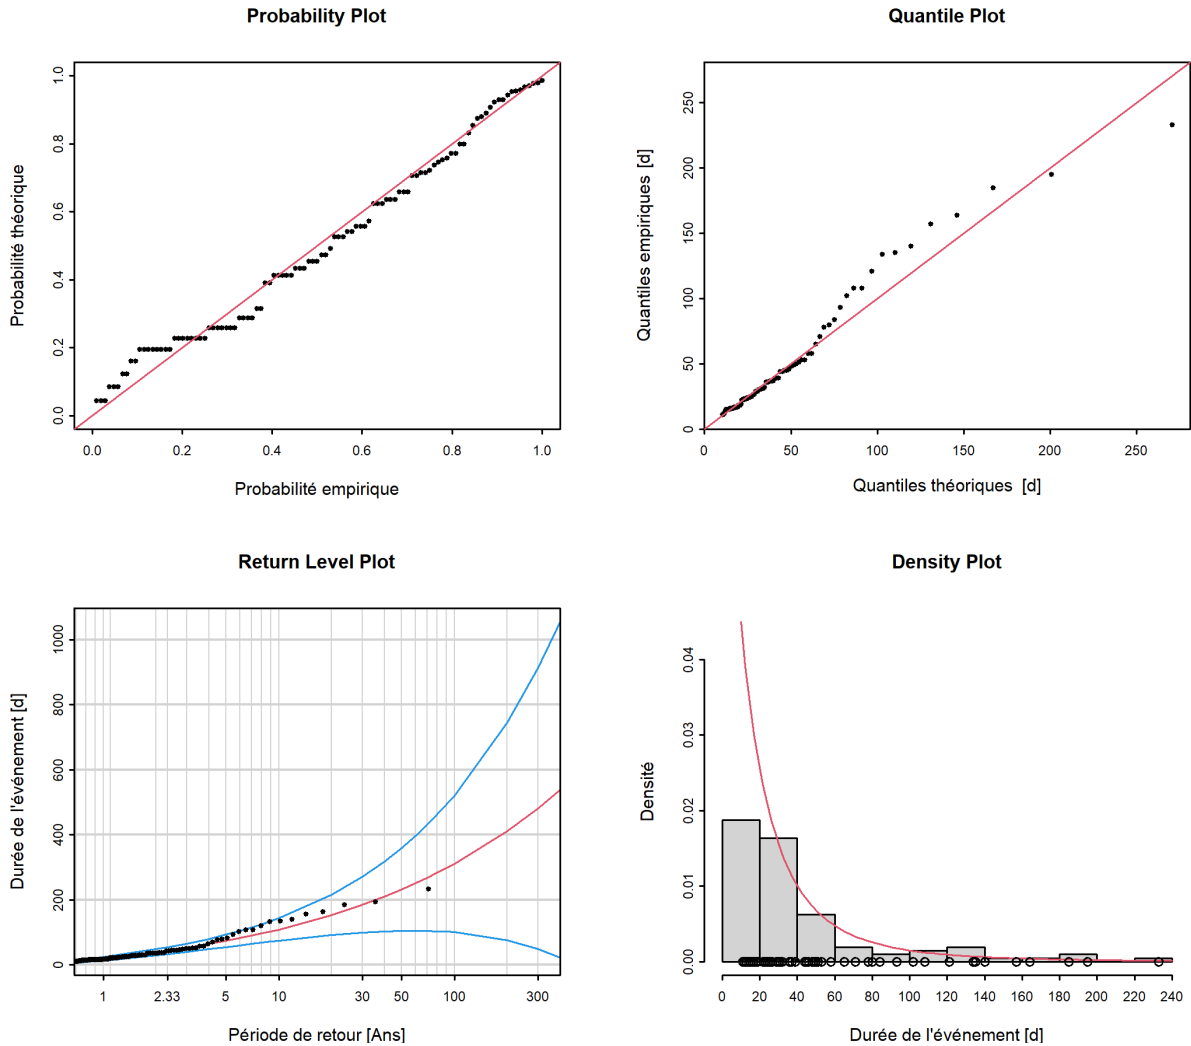 Probability Plot
Probabilité théorique
0.0 0.2 0.4 0.6 0.8 1.0
0.0 0.2 0.4 0.6 0.8 1.0
Probabilité empirique
Quantile Plot
Quantiles empiriques [d]
0 50 100 150 200 250
0 50 100 150 200 250
Quantiles théoriques [d]
Return Level Plot
Durée de l'événement [d]
0 200 400 600 800 1000
1 2.33 5 10 30 50 100 300
Période de retour [Ans]
Density Plot
Densité
0.00 0.01 0.02 0.03 0.04
0 20 40 60 80 100 120 140 160 180 200 220 240
Durée de l'événement [d]